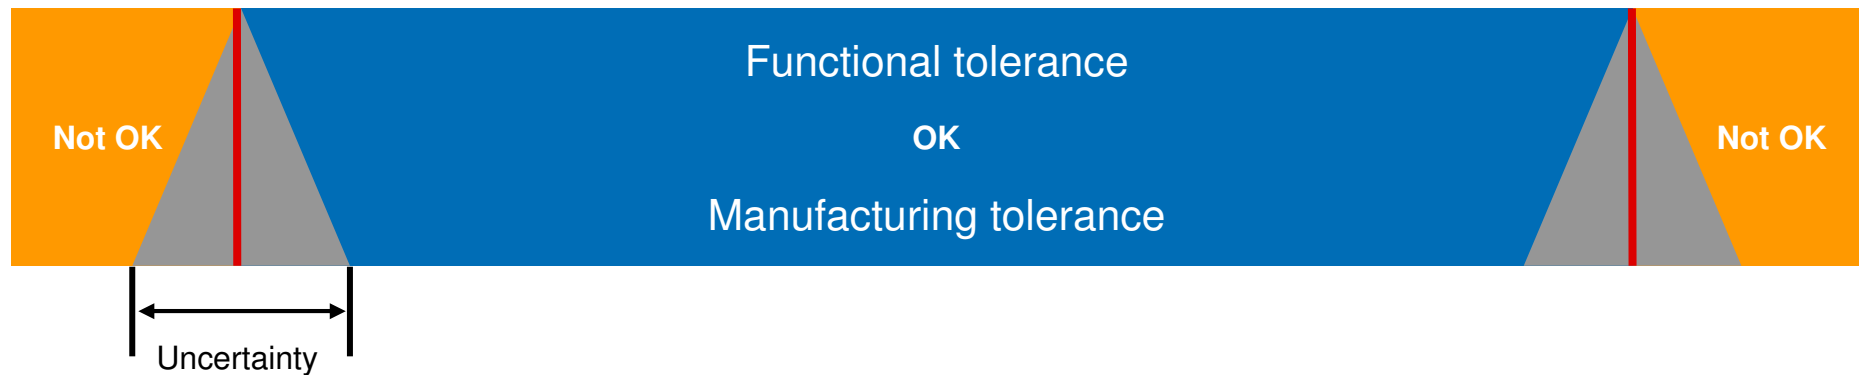 Functional tolerance
Not OK
OK
Not OK
Manufacturing tolerance
Uncertainty